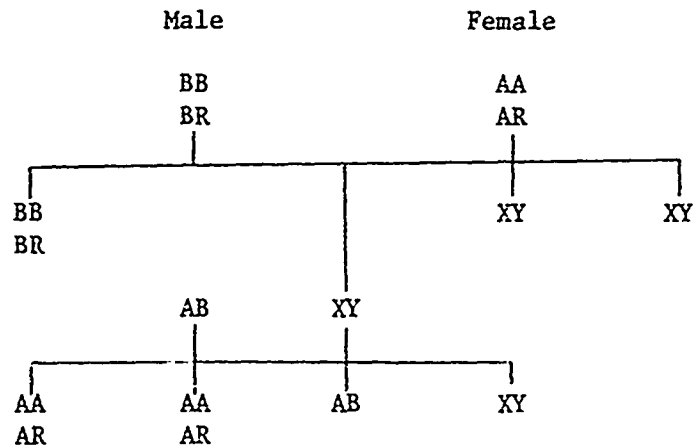 Male Female
BB AA
BR AR
BB XY XY
BR
AB XY
AA AA AB XY
AR AR